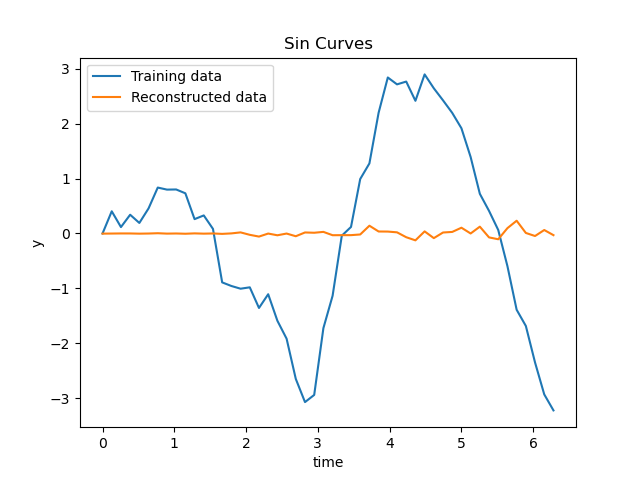 Sin Curves
Training data
Reconstructed data
3
2
1
0
−1
−2
−3
y
0 1 2 3 4 5 6
time